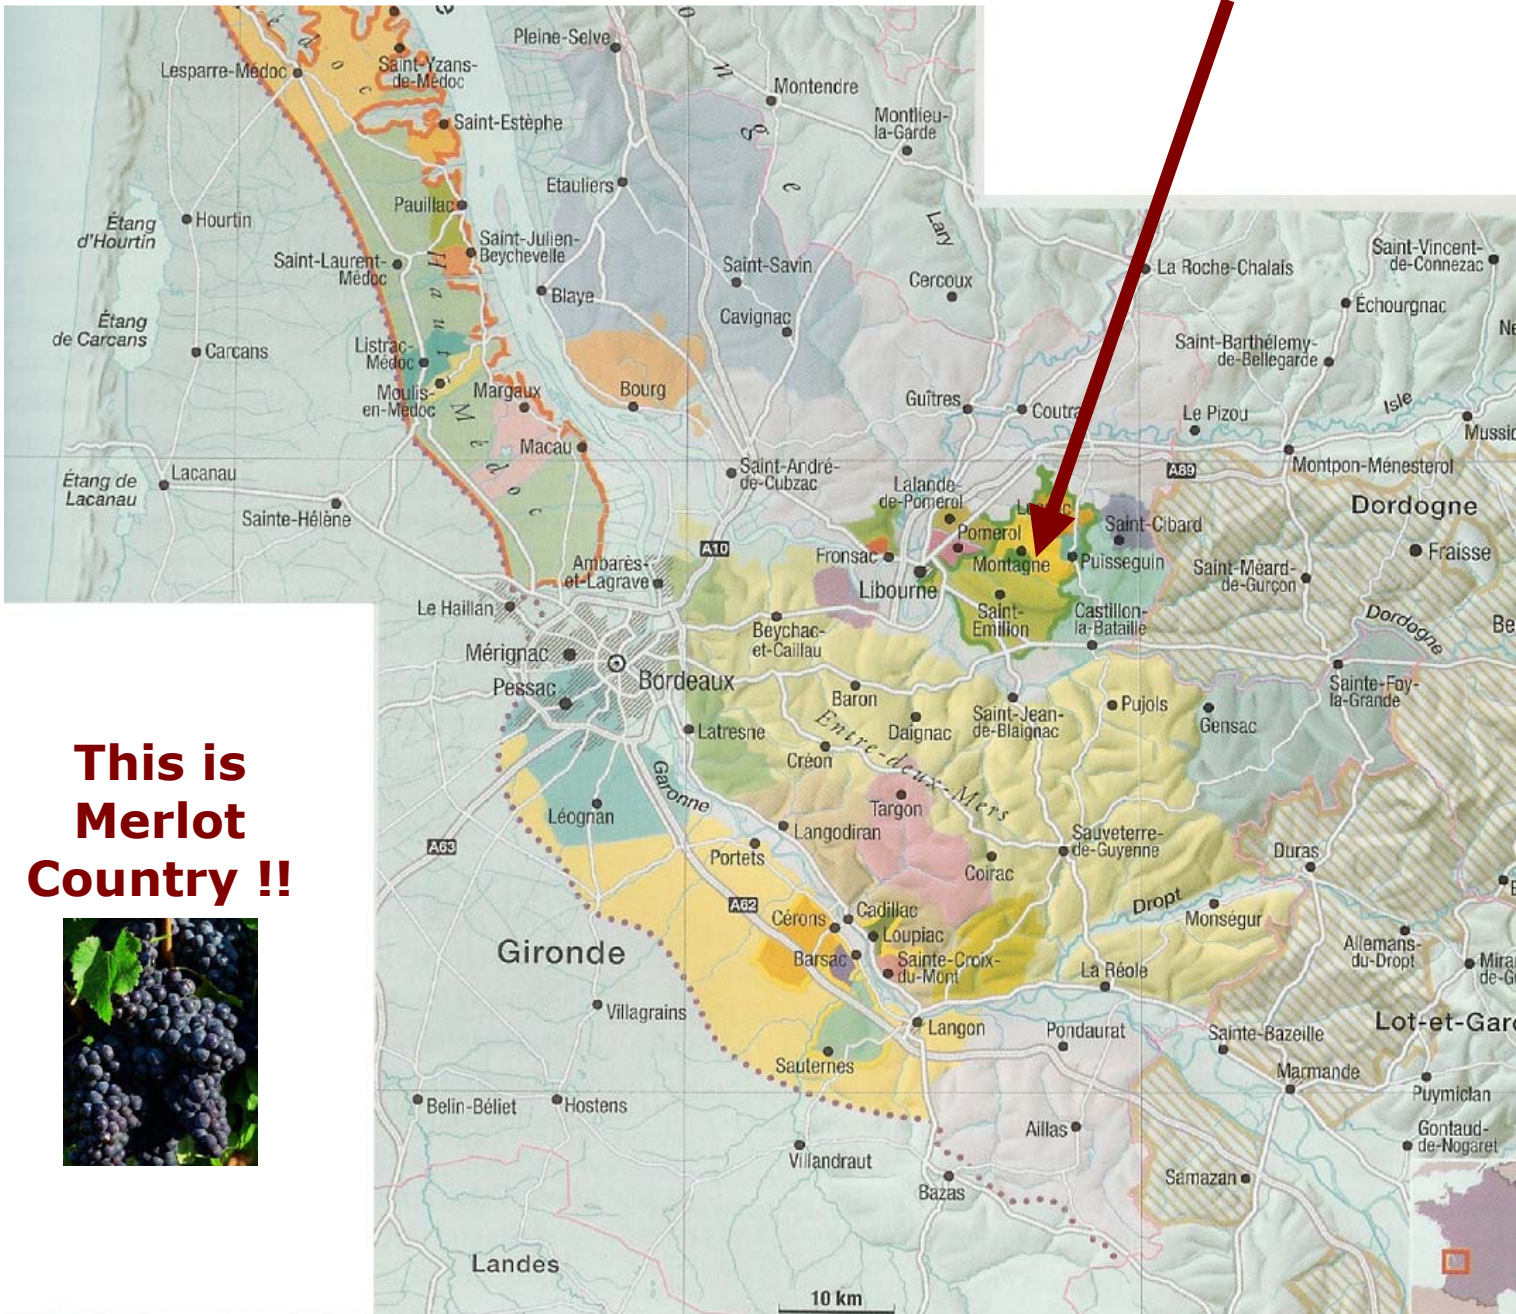 Pleine-Selve
Lesparre-Médoc
Saint-Yzans-
de-Médoc
Montendre
Montlieu-
la-Garde
Saint-Estèphe
Etauliers
Pauillac
Étang
d'Hourtin
Hourtin
Lary
Saint-Julien-
Beychevelle
Saint-Laurent-
Médoc
Saint-Savin
Cercoux
La Roche-Chalais
Saint-Vincent-
de-Connezac
Blaye
Échourgnac
Étang
de Carcans
Cavignac
Carcans
Listrac-
Médoc
Saint-Barthélemy-
de-Bellegarde
Moulis-
en-Médoc
Margaux
Haut Médoc
Bourg
Guîtres
Le Pizou
Isle
Macau
Étang de
Lacanau
Lacanau
Saint-André-
de-Cubzac
A89
Montpon-Ménesterol
Sainte-Hélène
Lalande-
de-Pomerol
Dordogne
Saint-Cibard
Pomerol
A10
Fronsac
Montagne
Puisseguin
Fraisse
Ambarès-
et-Lagrave
Libourne
Saint-Méard-
de-Gurçon
Le Haillan
Saint-
Emilion
Castillon-
la-Bataille
Dordogne
Beychac-
et-Caillau
Mérignac
Bordeaux
Pessac
Baron
Sainte-Foy-
la-Grande
Saint-Jean-
de-Blaignac
Pujols
Gensac
Latresne
Daignac
Entre-deux-Mers
Créon
This is
Merlot
Country !!
Garonne
Léognan
Targon
Langodiran
Sauveterre-
de-Guyenne
A63
Portets
Coirac
Duras
A62
Cérons
Cadillac
Dropt
Monségur
Loupiac
Gironde
Barsac
Sainte-Croix-
du-Mont
La Réole
Allemans-
du-Dropt
Villagrains
Langon
Pondaurat
Sainte-Bazeille
Sauternes
Marmande
Puymiclan
Belin-Béliet
Hostens
Aillas
Gontaud-
de-Nogaret
Villandraut
Bazas
Samazan
Landes
10 km